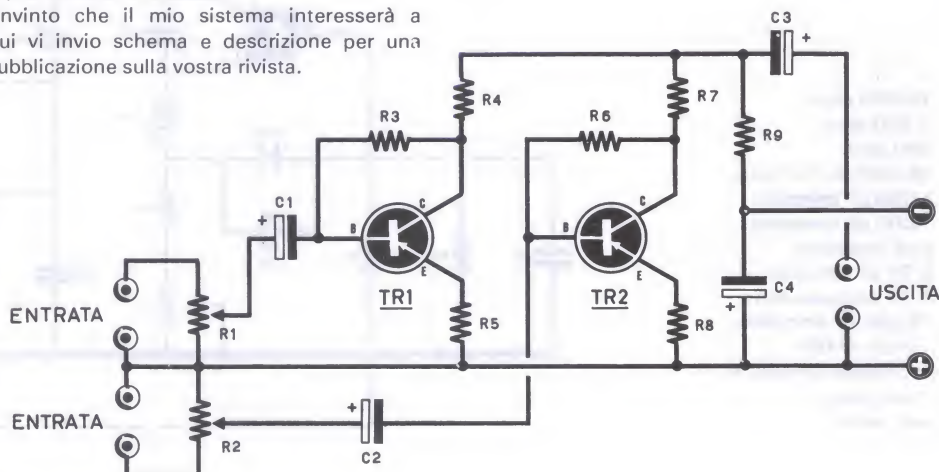 nvinto che il mio sistema interesserà a
ui vi invio schema e descrizione per una
ubblicazione sulla vostra rivista.
C3
+
R4
R7
R3
R6
R9
C1
+
B
C
E
TR1
B
C
E
TR2
-
C4
+
USCITA
ENTRATA
R1
R5
R8
+
ENTRATA
R2
+
C2